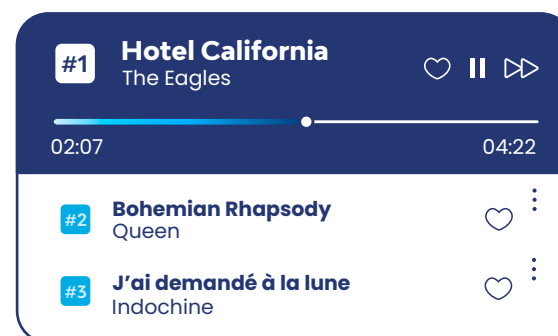 #1
Hotel California
The Eagles
02:07
04:22
#2
Bohemian Rhapsody
Queen
#3
J’ai demandé à la lune
Indochine